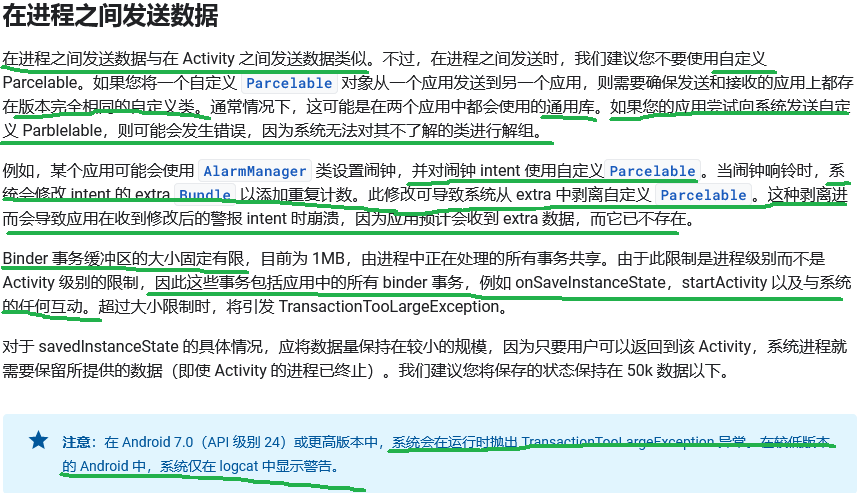 在进程之间发送数据
在进程之间发送数据与在 Activity 之间发送数据类似。不过，在进程之间发送时，我们建议您不要使用自定义
Parcelable。如果您将一个自定义 Parcelable 对象从一个应用发送到另一个应用，则需要确保发送和接收的应用上都存
在版本完全相同的自定义类。通常情况下，这可能是在两个应用中都会使用的通用库。如果您的应用尝试向系统发送自定
义 Parblelable，则可能会发生错误，因为系统无法对其不了解的类进行解组。
例如，某个应用可能会使用 AlarmManager 类设置闹钟，并对闹钟 intent 使用自定义 Parcelable 。当闹钟响铃时，系
统会修改 intent 的 extra Bundle 以添加重复计数。此修改可导致系统从 extra 中剥离自定义 Parcelable 。这种剥离进
而会导致应用在收到修改后的警报 intent 时崩溃，因为应用预计会收到 extra 数据，而它已不存在。
Binder 事务缓冲区的大小固定有限，目前为 1MB，由进程中正在处理的所有事务共享。由于此限制是进程级别而不是
Activity 级别的限制，因此这些事务包括应用中的所有 binder 事务，例如 onSaveInstanceState，startActivity 以及与系统
的任何互动。超过大小限制时，将引发 TransactionTooLargeException。
对于 savedInstanceState 的具体情况，应将数据量保持在较小的规模，因为只要用户可以返回到该 Activity，系统进程就
需要保留所提供的数据（即使 Activity 的进程已终止）。我们建议您将保存的状态保持在 50k 数据以下。
注意：在 Android 7.0（API 级别 24）或更高版本中，系统会在运行时抛出 TransactionTooLargeException 异常。在较低版本
的 Android 中，系统仅在 logcat 中显示警告。